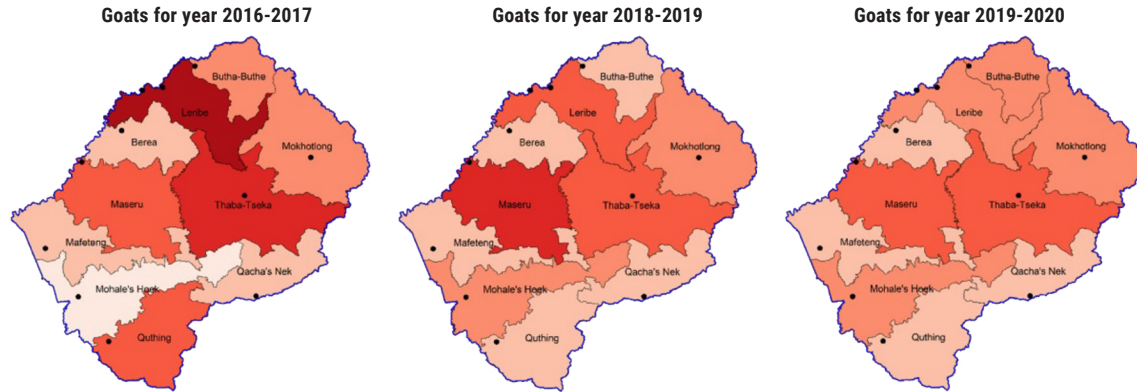 Goats for year 2016-2017
Butha-Buthe
Leribe
Berea
Mokhotlong
Maseru
Thaba-Tseka
Mafeteng
Qacha's Nek
Mohale's Hoek
Quthing
Goats for year 2018-2019
Butha-Buthe
Leribe
Berea
Mokhotlong
Maseru
Thaba-Tseka
Mafeteng
Qacha's Nek
Mohale's Hoek
Quthing
Goats for year 2019-2020
Butha-Buthe
Leribe
Berea
Mokhotlong
Maseru
Thaba-Tseka
Mafeteng
Qacha's Nek
Mohale's Hoek
Quthing